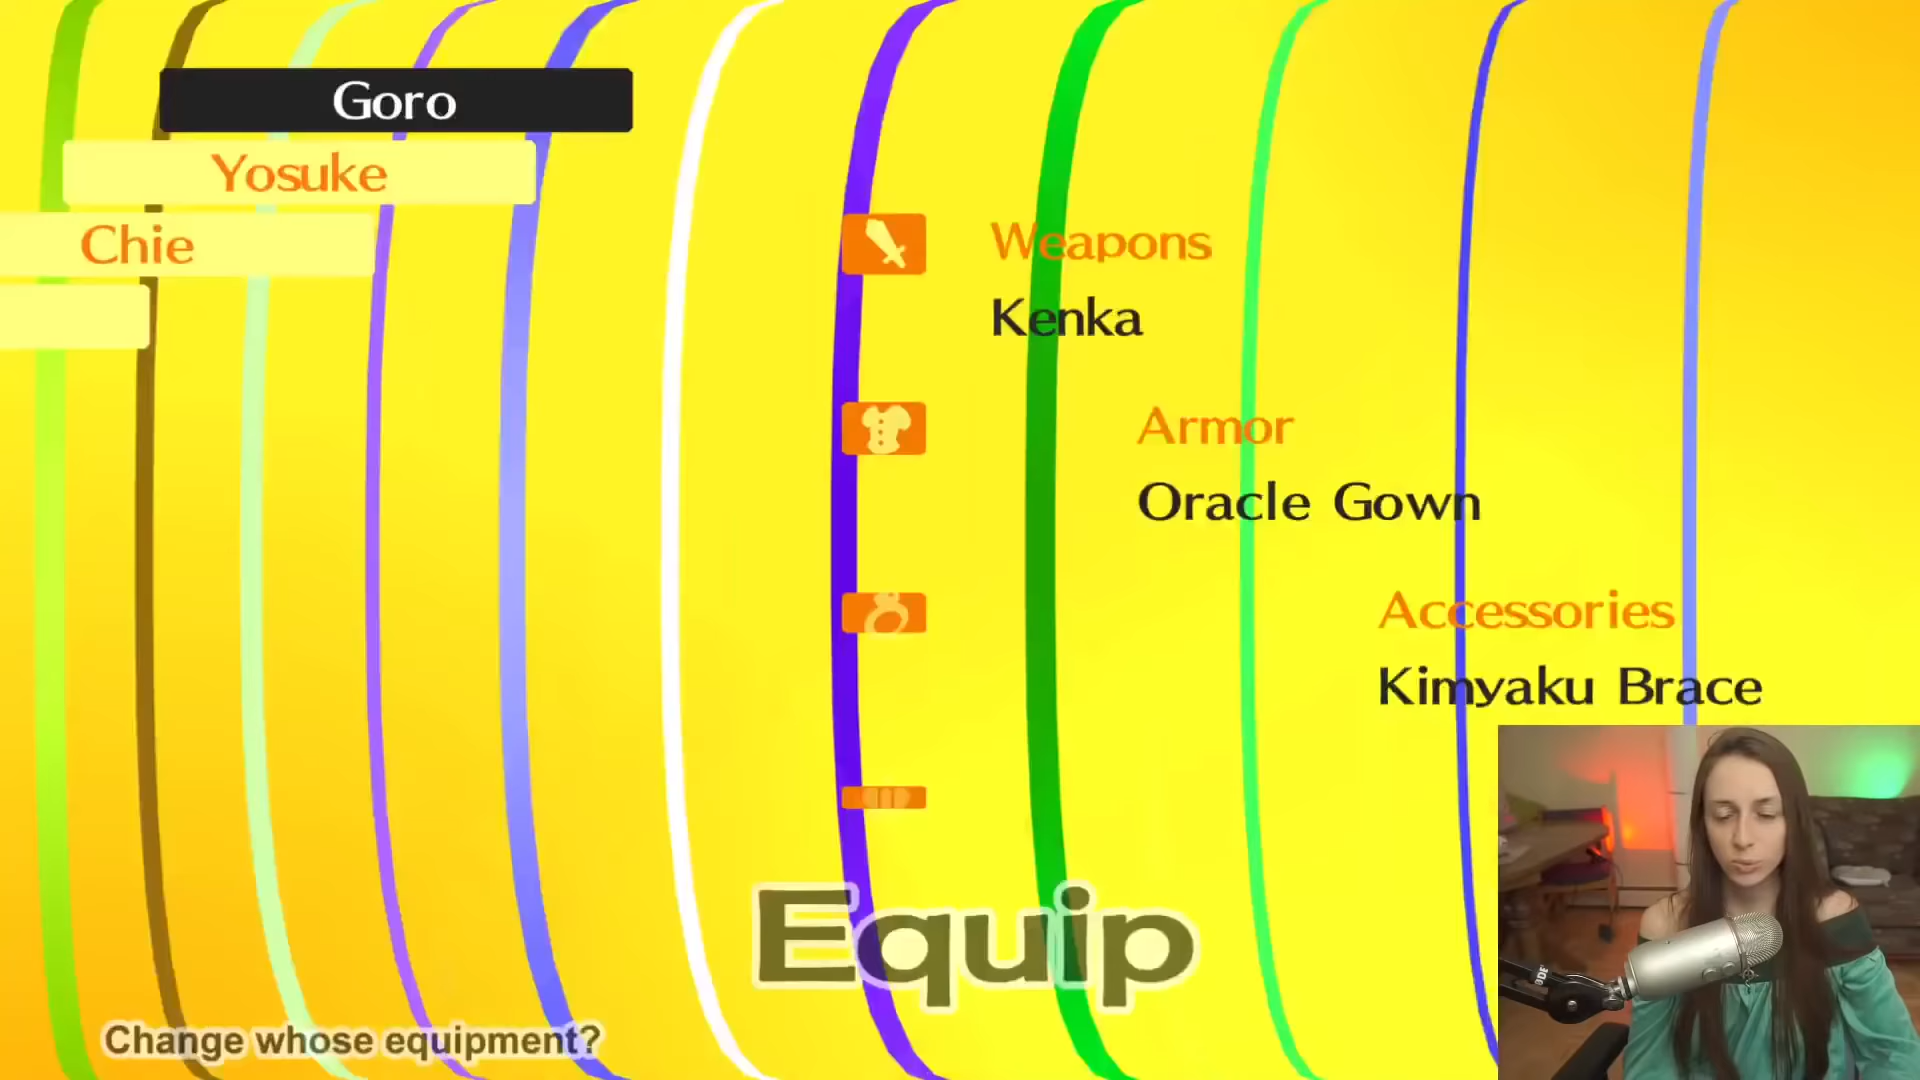 Goro
Yosuke
Chie
Weapons
Kenka
Armor
Oracle Gown
Accessories
Kimyaku Brace
Equip
Change whose equipment?